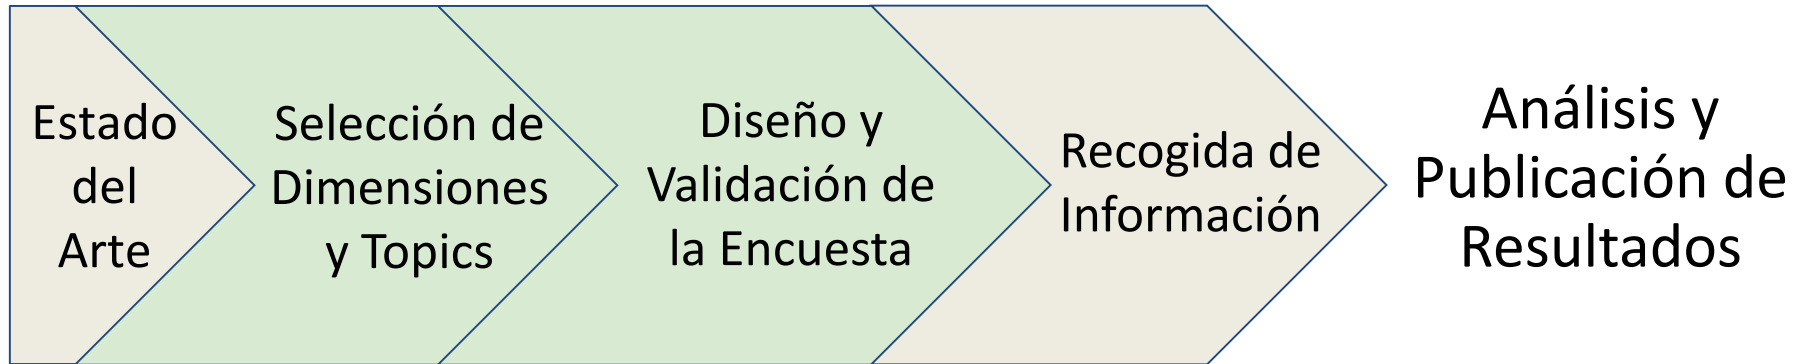 Estado
del
Arte
Selección de
Dimensiones
y Topics
Diseño y
Validación de
la Encuesta
Recogida de
Información
Análisis y
Publicación de
Resultados